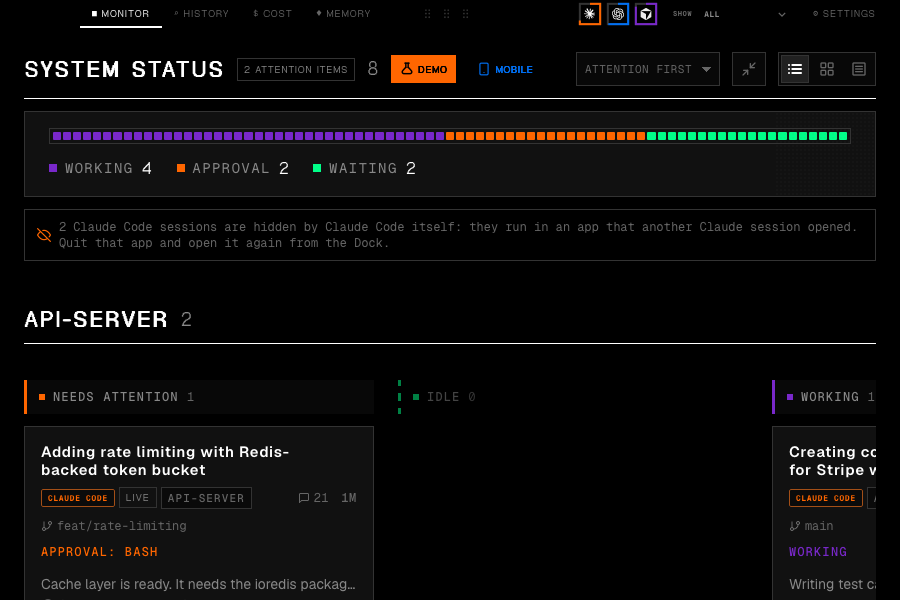 MONITOR
HISTORY
$ COST
MEMORY
SHOW ALL
SETTINGS
SYSTEM STATUS
2 ATTENTION ITEMS
8
DEMO
MOBILE
ATTENTION FIRST
WORKING 4
APPROVAL 2
WAITING 2
2 Claude Code sessions are hidden by Claude Code itself: they run in an app that another Claude session opened.
Quit that app and open it again from the Dock.
API-SERVER 2
NEEDS ATTENTION 1
IDLE 0
WORKING 1
Adding rate limiting with Redis-
backed token bucket
CLAUDE CODE LIVE API-SERVER 21 1M
feat/rate-limiting
APPROVAL: BASH
Cache layer is ready. It needs the ioredis packag…
Creating co
for Stripe w
CLAUDE CODE
main
WORKING
Writing test ca